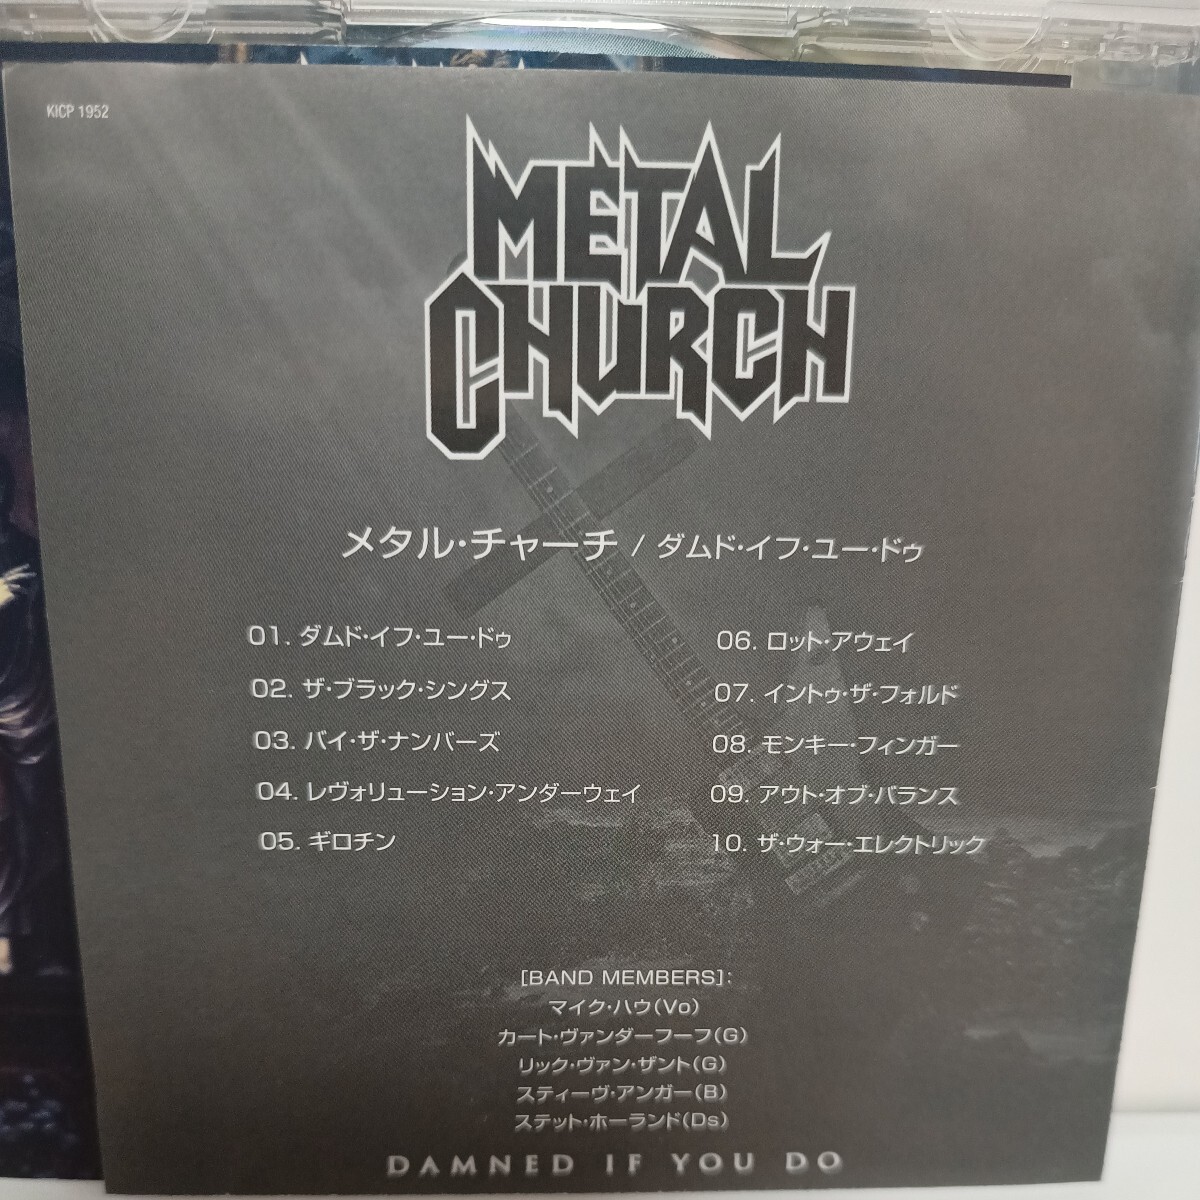 KICP 1952
METAL
CHURCH
メタル・チャーチ / ダムド・イフ・ユー・ドゥ
01. ダムド・イフ・ユー・ドゥ
02. ザ・ブラック・シングス
03. バイ・ザ・ナンバーズ
04. レヴォリューション・アンダーウェイ
05. ギロチン
06. ロット・アウェイ
07. イントゥ・ザ・フォルド
08. モンキー・フィンガー
09. アウト・オブ・バランス
10. ザ・ウォー・エレクトリック
[BAND MEMBERS]:
マイク・ハウ(Vo)
カート・ヴァンダーフーフ(G)
リック・ヴァン・ザント(G)
スティーヴ・アンガー(B)
ステット・ホーランド(Ds)
DAMNED IF YOU DO